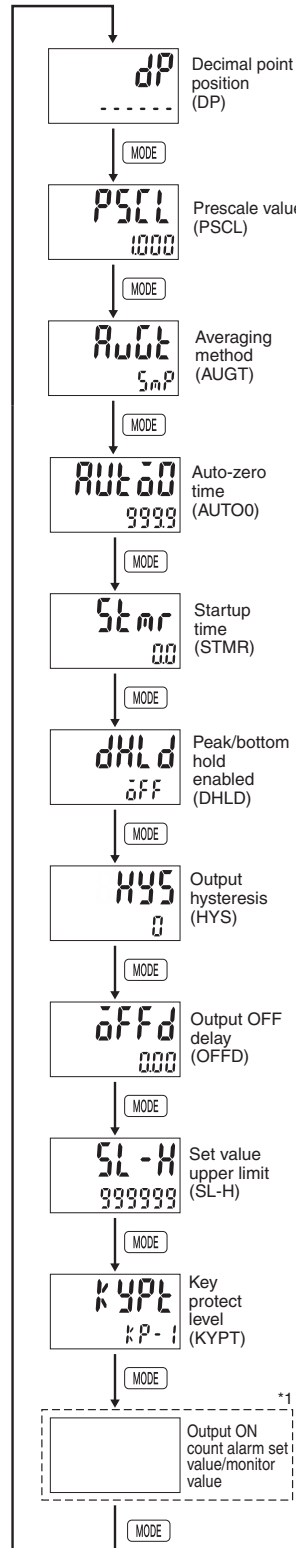 dP
------
Decimal point
position
(DP)
MODE
PSCL
1.000
Prescale value
(PSCL)
MODE
AvGt
SmP
Averaging
method
(AUGT)
MODE
AUto0
999.9
Auto-zero
time
(AUTO0)
MODE
Stmr
0.0
Startup
time
(STMR)
MODE
dHLd
oFF
Peak/bottom
hold
enabled
(DHLD)
MODE
HYS
0
Output
hysteresis
(HYS)
MODE
oFFd
0.00
Output OFF
delay
(OFFD)
MODE
SL-H
999999
Set value
upper limit
(SL-H)
MODE
KYPt
KP-1
Key
protect
level
(KYPT)
MODE
*1
Output ON
count alarm set
value/monitor
value
MODE